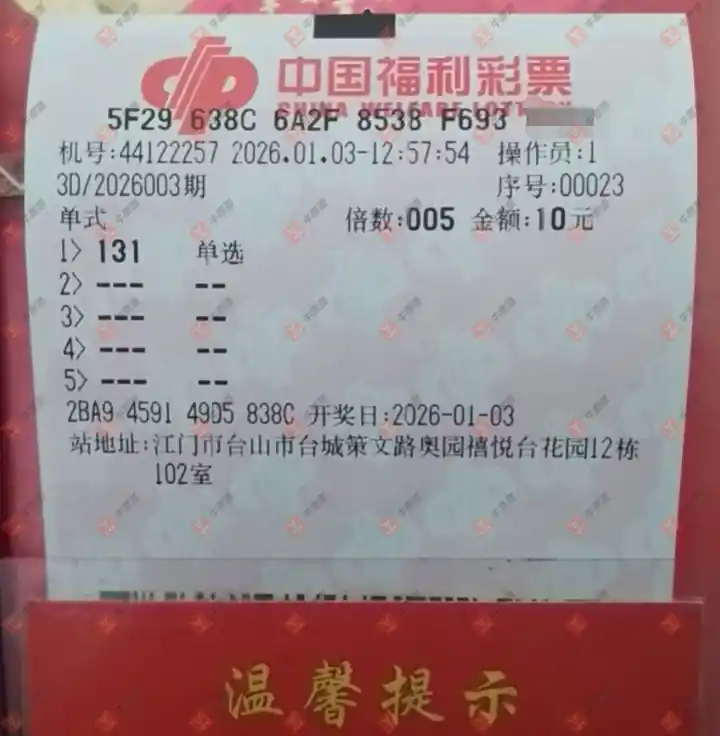 中国福利彩票
CHINA WELFARE LOTTERY
5F29 638C 6A2F 8538 F693
机号:44122257 2026.01.03-12:57:54 操作员:1
3D/2026003期 序号:00023
单式 倍数:005 金额:10元
1> 131 单选
2> --- --
3> --- --
4> --- --
5> --- --
2BA9 4591 49D5 838C 开奖日:2026-01-03
站地址:江门市台山市台城策文路奥园禧悦台花园12栋
102室
温馨提示